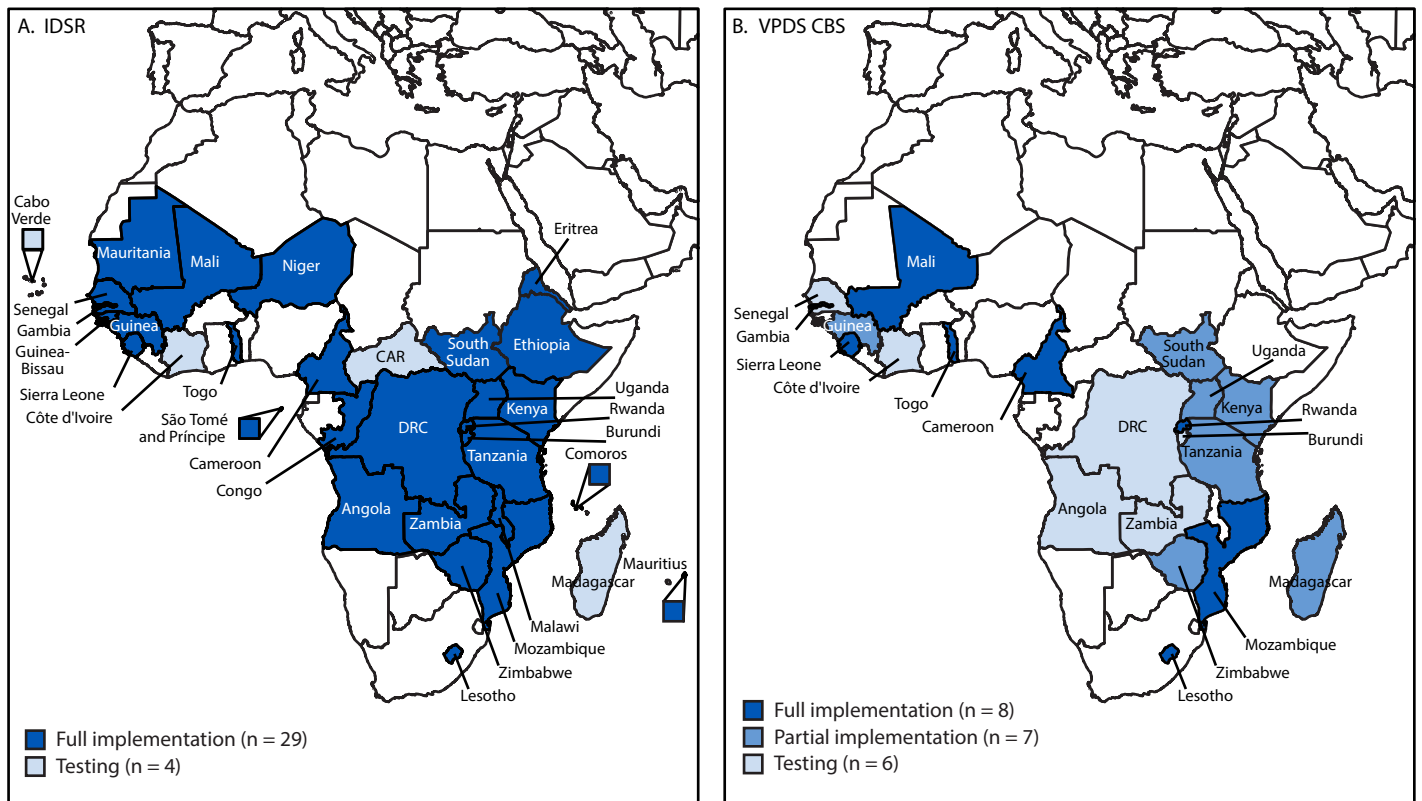 A. IDSR
Cabo
Verde
Mauritania
Mali
Niger
Eritrea
Senegal
Gambia
Guinea
Guinea-
Bissau
Sierra Leone
Côte d'Ivoire
Togo
São Tomé
and Príncipe
Cameroon
Congo
CAR
South
Sudan
Ethiopia
Uganda
Kenya
Rwanda
DRC
Burundi
Tanzania
Comoros
Angola
Zambia
Madagascar
Mauritius
Malawi
Mozambique
Zimbabwe
Lesotho
Full implementation (n = 29)
Testing (n = 4)
B. VPDS CBS
Mali
Senegal
Gambia
Guinea
Sierra Leone
Côte d'Ivoire
Togo
Cameroon
South
Sudan
Uganda
Kenya
Rwanda
DRC
Burundi
Tanzania
Angola
Zambia
Madagascar
Mozambique
Zimbabwe
Lesotho
Full implementation (n = 8)
Partial implementation (n = 7)
Testing (n = 6)